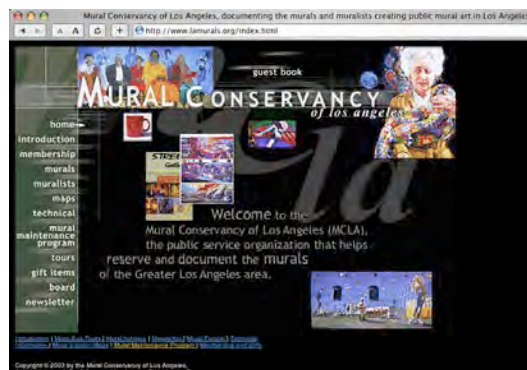 Mural Conservancy of Los Angeles, documenting the murals and muralists creating public mural art in Los Angeles
A A
http://www.lamurals.org/index.html
guest book
MURAL CONSERVANCY
of los angeles
home
introduction
membership
murals
muralists
maps
technical
mural
maintenance
program
tours
gift items
board
newsletter
mcla
Welcome to the
Mural Conservancy of Los Angeles (MCLA),
the public service organization that helps
reserve and document the murals
of the Greater Los Angeles area.
Mural Maintenance Program
Copyright © 2003 by the Mural Conservancy of Los Angeles.